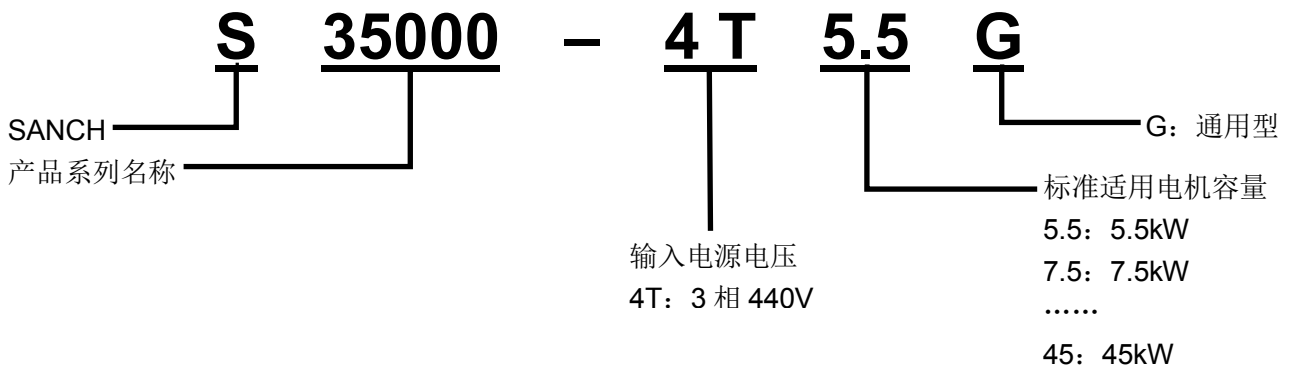 S 35000 – 4 T 5.5 G
SANCH
产品系列名称
输入电源电压
4T：3 相 440V
G：通用型
标准适用电机容量
5.5：5.5kW
7.5：7.5kW
……
45：45kW